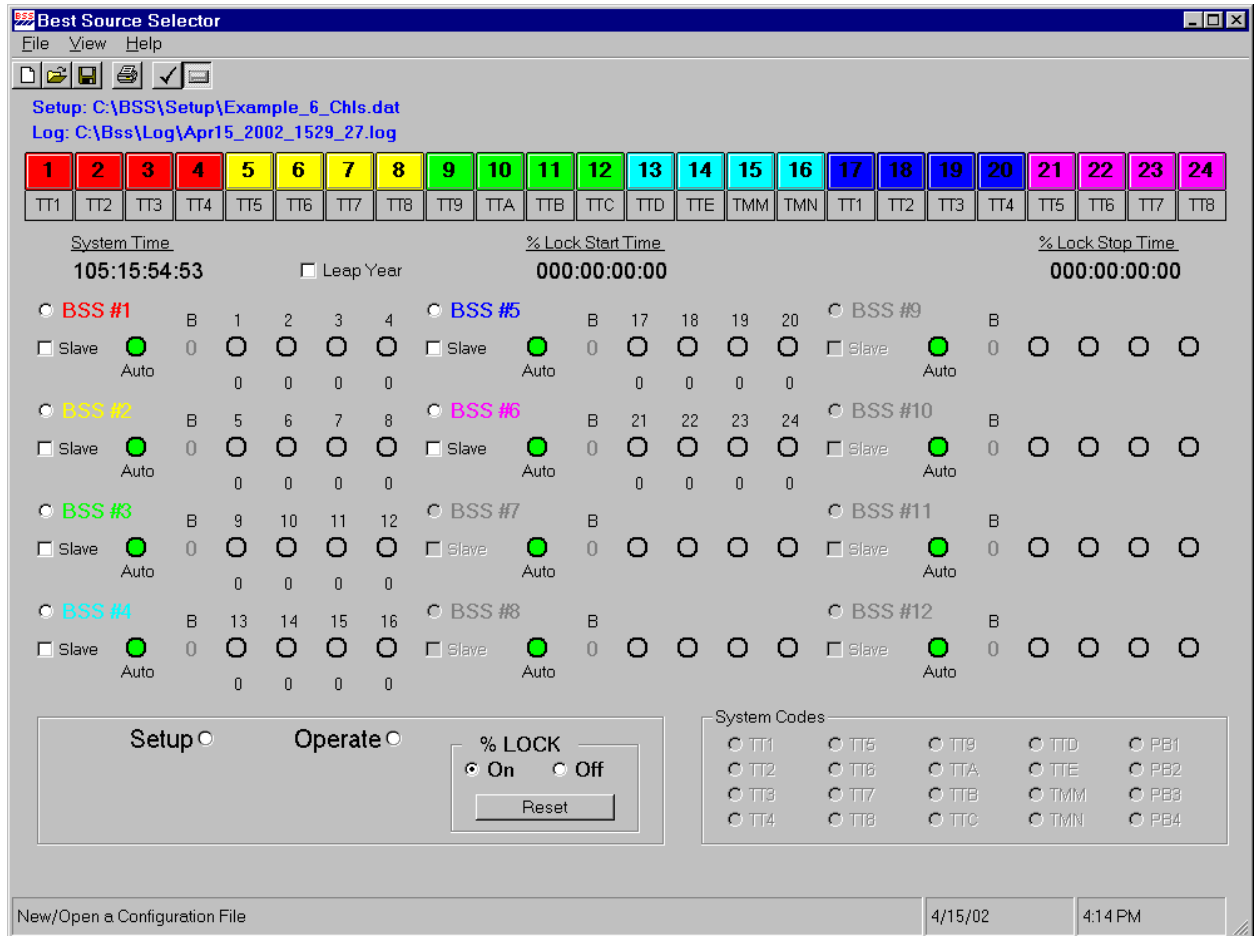 BSS Best Source Selector
File View Help
Setup: C:\BSS\Setup\Example_6_Chls.dat
Log: C:\Bss\Log\Apr15_2002_1529_27.log
1 2 3 4 5 6 7 8 9 10 11 12 13 14 15 16 17 18 19 20 21 22 23 24
TT1 TT2 TT3 TT4 TT5 TT6 TT7 TT8 TT9 TTA TTB TTC TTD TTE TMM TMN TT1 TT2 TT3 TT4 TT5 TT6 TT7 TT8
System Time % Lock Start Time % Lock Stop Time
105:15:54:53 Leap Year 000:00:00:00 000:00:00:00
BSS #1 B 1 2 3 4 BSS #5 B 17 18 19 20 BSS #9 B
Slave 0 Slave 0 Slave 0
Auto Auto Auto
0 0 0 0 0 0 0 0
BSS #2 B 5 6 7 8 BSS #6 B 21 22 23 24 BSS #10 B
Slave 0 Slave 0 Slave 0
Auto Auto Auto
0 0 0 0 0 0 0 0
BSS #3 B 9 10 11 12 BSS #7 B BSS #11 B
Slave 0 Slave 0 Slave 0
Auto Auto Auto
0 0 0 0
BSS #4 B 13 14 15 16 BSS #8 B BSS #12 B
Slave 0 Slave 0 Slave 0
Auto Auto Auto
0 0 0 0
Setup Operate
% LOCK
On Off
Reset
System Codes
TT1 TT5 TT9 TTD PB1
TT2 TT6 TTA TTE PB2
TT3 TT7 TTB TMM PB3
TT4 TT8 TTC TMN PB4
New/Open a Configuration File 4/15/02 4:14 PM